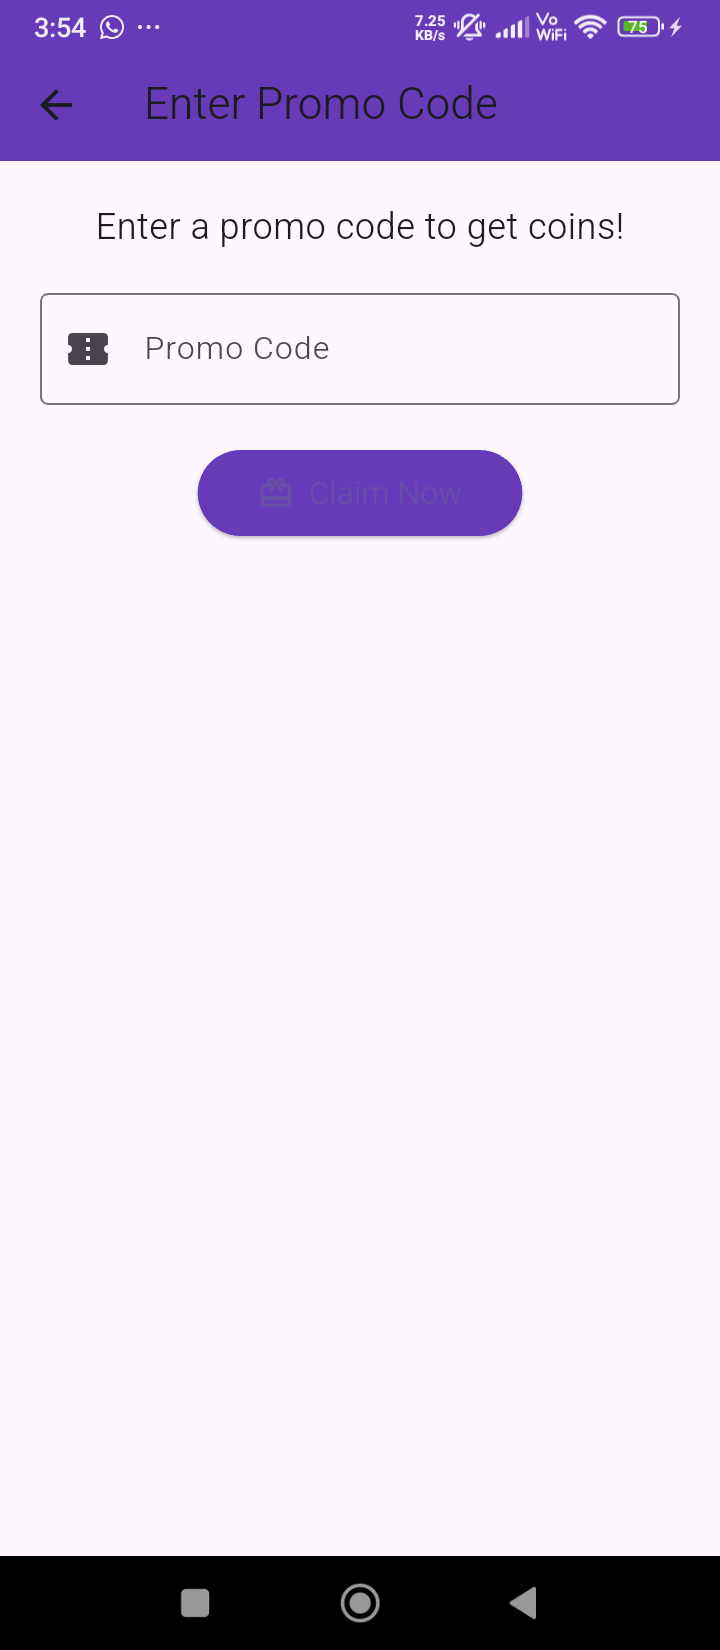 3:54 ... 7.25 KB/s Vo WiFi 75
Enter Promo Code
Enter a promo code to get coins!
Promo Code
Claim Now